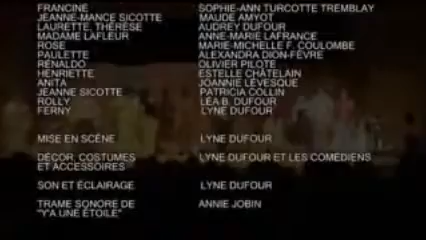 FRANCINE SOPHIE-ANN TURCOTTE TREMBLAY
JEANNE-MANCE SICOTTE MAUDE AMYOT
LAURETTE, THÉRÈSE AUDREY DUFOUR
MADAME LAFLEUR ANNE-MARIE LAFRANCE
ROSE MARIE-MICHELLE F. COULOMBE
PAULETTE ALEXANDRA DION-FÈVRE
RÉNALDO OLIVIER PILOTE
HENRIETTE ESTELLE CHÂTELAIN
ANITA JOANNIE LÉVESQUE
JEANNE SICOTTE PATRICIA COLLIN
ROLLY LÉA B. DUFOUR
FERNY LYNE DUFOUR
MISE EN SCÈNE LYNE DUFOUR
DÉCOR, COSTUMES LYNE DUFOUR ET LES COMÉDIENS
ET ACCESSOIRES
SON ET ÉCLAIRAGE LYNE DUFOUR
TRAME SONORE DE ANNIE JOBIN
"Y'A UNE ÉTOILE"